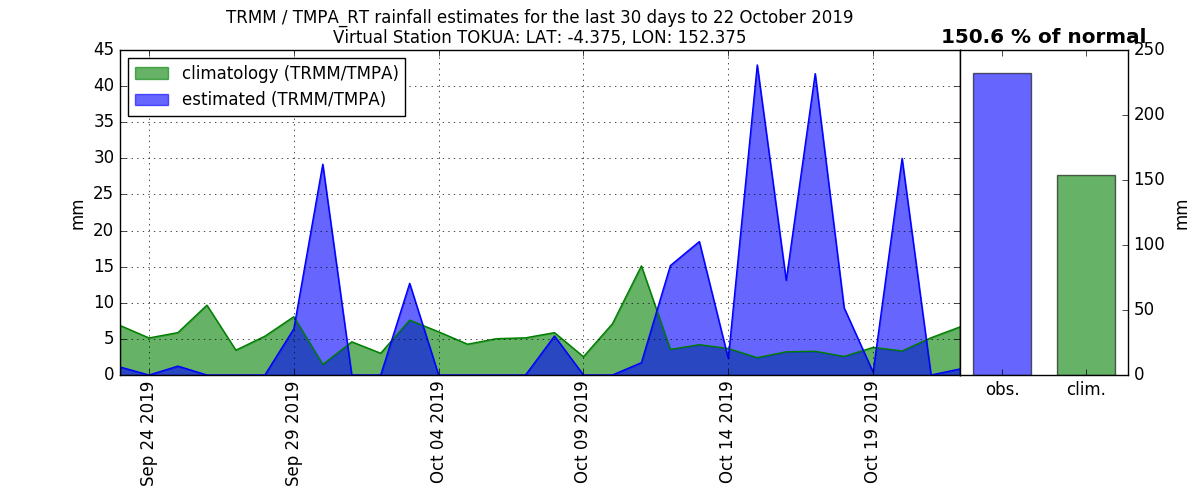 TRMM / TMPA_RT rainfall estimates for the last 30 days to 22 October 2019
Virtual Station TOKUA: LAT: -4.375, LON: 152.375
150.6 % of normal
climatology (TRMM/TMPA)
estimated (TRMM/TMPA)
mm
45
40
35
30
25
20
15
10
5
0
Sep 24 2019
Sep 29 2019
Oct 04 2019
Oct 09 2019
Oct 14 2019
Oct 19 2019
obs.
clim.
250
200
150
100
50
0
mm